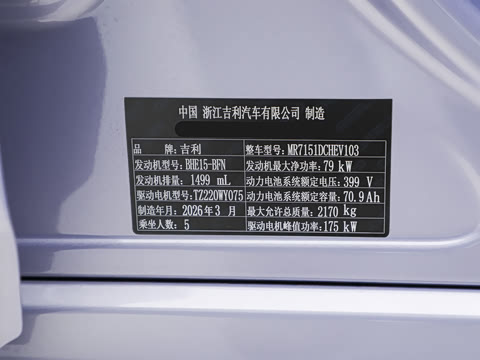 中国 浙江吉利汽车有限公司 制造
品牌:吉利 整车型号:MR7151DCHEV103
发动机型号:BHE15-BFN 发动机最大净功率:79 kW
发动机排量:1499 mL 动力电池系统额定电压:399 V
驱动电机型号:TZ220WY075 动力电池系统额定容量:70.9Ah
制造年月:2026年3 月 最大允许总质量:2170 kg
乘坐人数:5 驱动电机峰值功率:175 kW